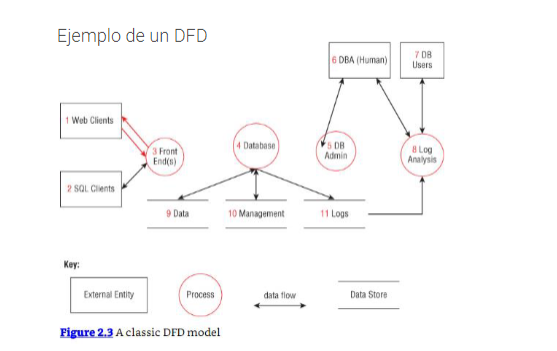 Ejemplo de un DFD
6 DBA (Human)
7 DB
Users
1 Web Clients
3 Front
End(s)
4 Database
5 DB
Admin
8 Log
Analysis
2 SQL Clients
9 Data
10 Management
11 Logs
Key:
External Entity
Process
data flow
Data Store
Figure 2.3 A classic DFD model